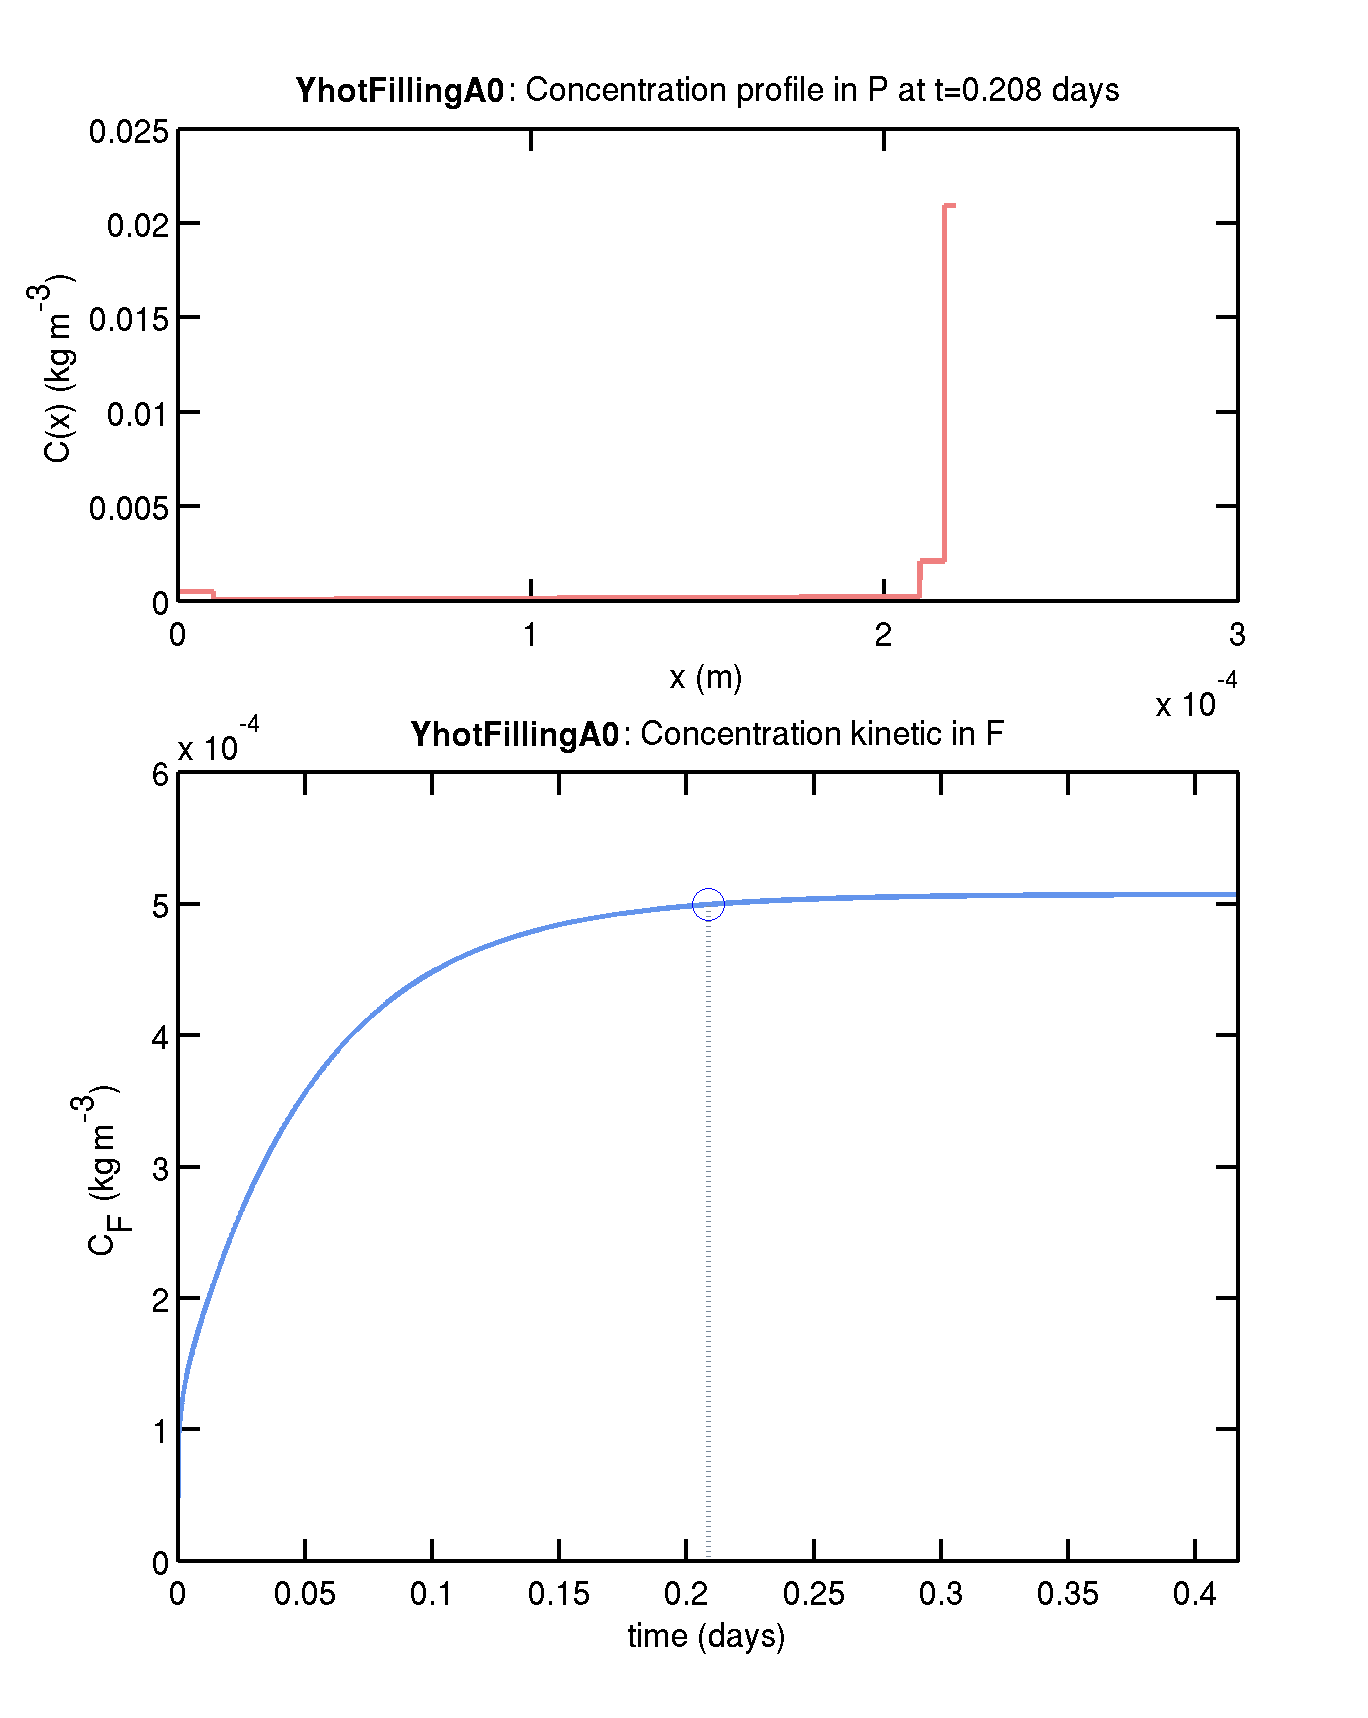 YhotFillingA0: Concentration profile in P at t=0.208 days
0.025
0.02
0.015
0.01
0.005
0
C(x) (kg m-3)
0 1 2 3
x (m)
x 10-4
YhotFillingA0: Concentration kinetic in F
x 10-4
6
5
4
3
2
1
0
CF (kg m-3)
0 0.05 0.1 0.15 0.2 0.25 0.3 0.35 0.4
time (days)